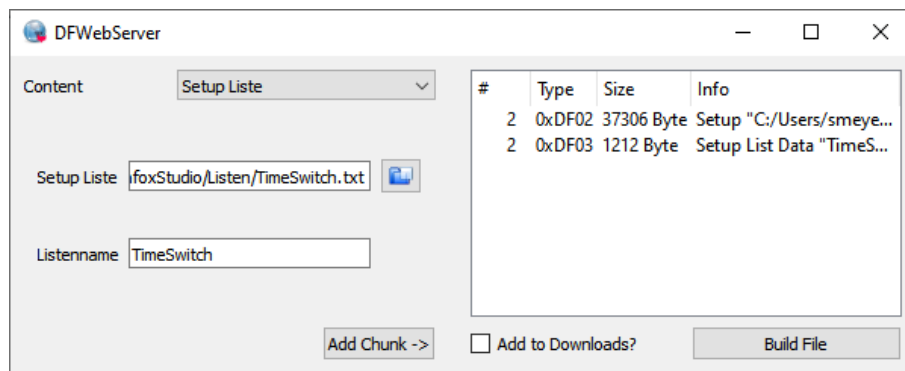 DFWebServer
Content
Setup Liste
Setup Liste
foxStudio/Listen/TimeSwitch.txt
Listenname
TimeSwitch
Add Chunk ->
# Type Size Info
2 0xDF02 37306 Byte Setup "C:/Users/smeye...
2 0xDF03 1212 Byte Setup List Data "TimeS...
Add to Downloads?
Build File